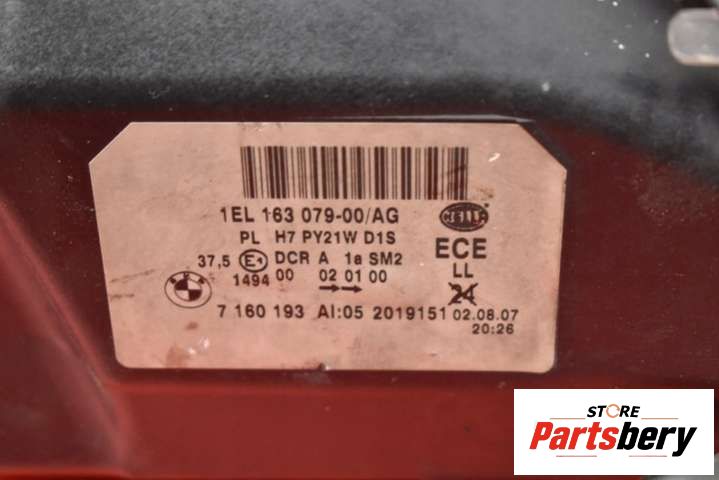 1EL 163 079-00/AG
HELLA
PL H7 PY21W D1S
ECE
37,5 E1 DCR A 1a SM2
LL
1494 00 02 01 00
24
7 160 193 AI:05 2019151 02.08.07
20:26
STORE
Partsbery